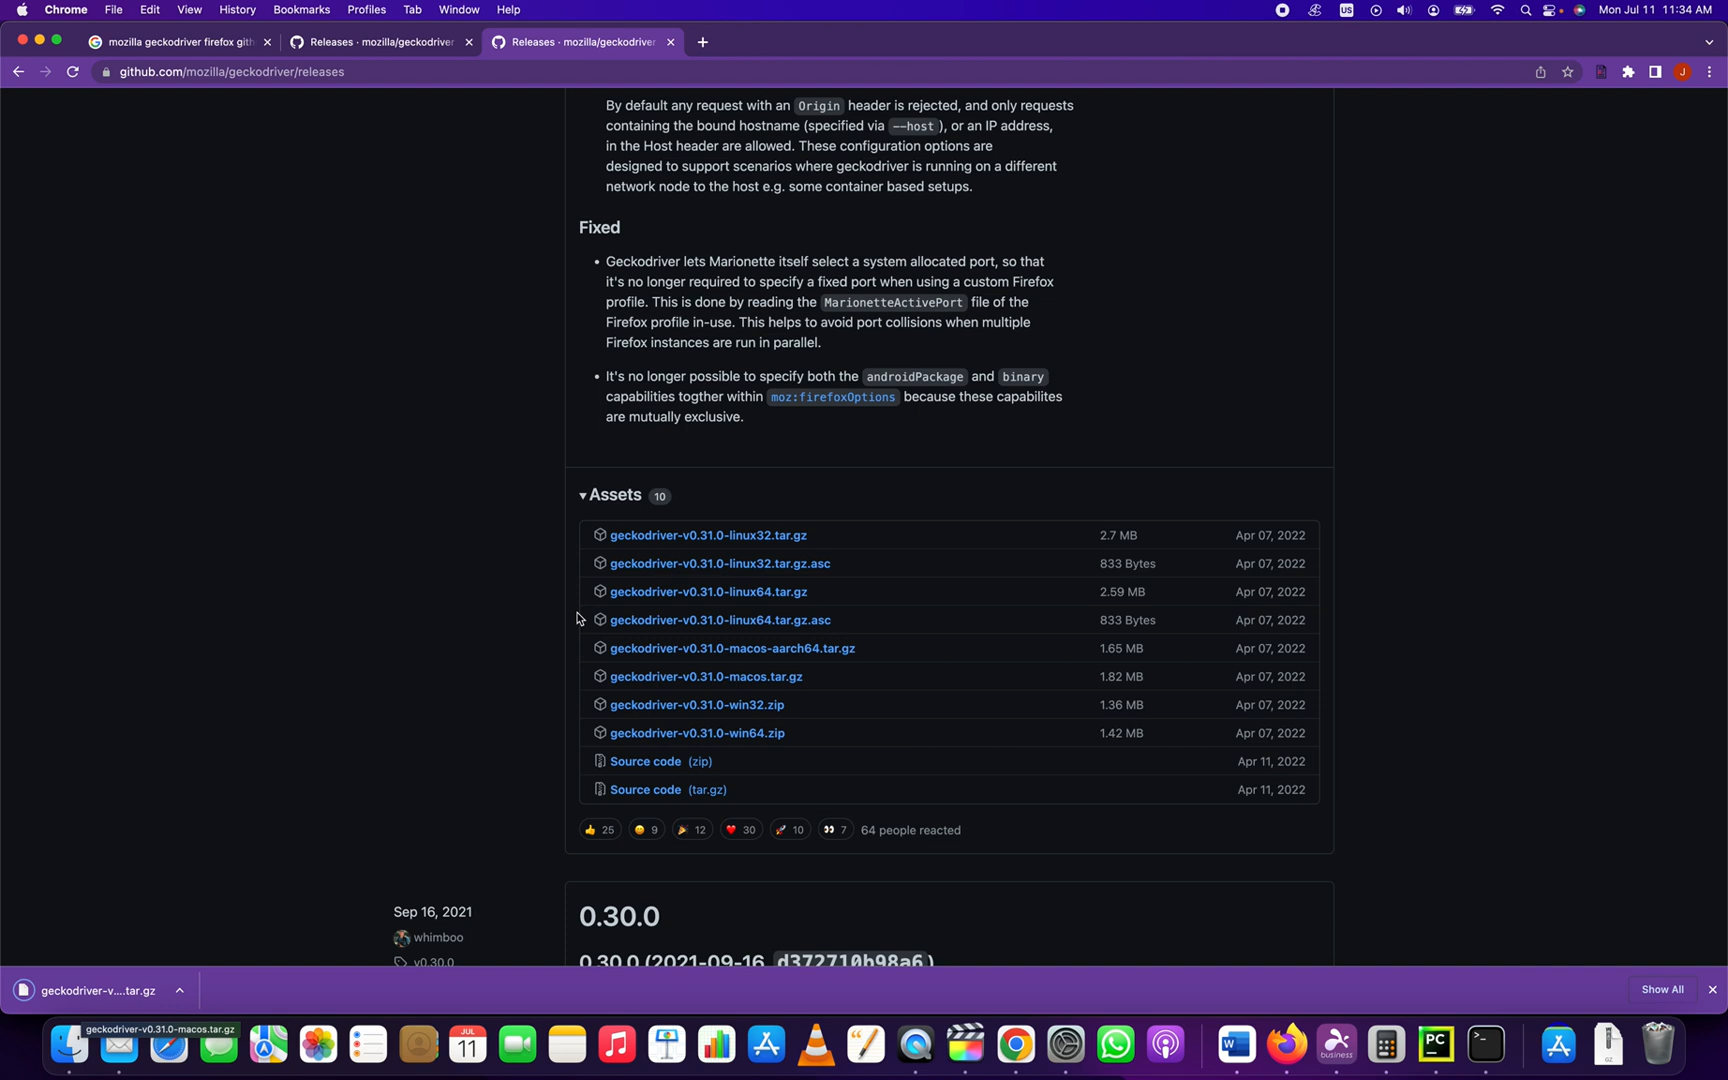 Chrome File Edit View History Bookmarks Profiles Tab Window Help US Mon Jul 11 11:34 AM
mozilla geckodriver firefox gith Releases · mozilla/geckodriver Releases · mozilla/geckodriver
github.com/mozilla/geckodriver/releases J
By default any request with an Origin header is rejected, and only requests
containing the bound hostname (specified via --host ), or an IP address,
in the Host header are allowed. These configuration options are
designed to support scenarios where geckodriver is running on a different
network node to the host e.g. some container based setups.
Fixed
• Geckodriver lets Marionette itself select a system allocated port, so that
it's no longer required to specify a fixed port when using a custom Firefox
profile. This is done by reading the MarionetteActivePort file of the
Firefox profile in-use. This helps to avoid port collisions when multiple
Firefox instances are run in parallel.
• It's no longer possible to specify both the androidPackage and binary
capabilities togther within moz:firefoxOptions because these capabilites
are mutually exclusive.
Assets 10
geckodriver-v0.31.0-linux32.tar.gz 2.7 MB Apr 07, 2022
geckodriver-v0.31.0-linux32.tar.gz.asc 833 Bytes Apr 07, 2022
geckodriver-v0.31.0-linux64.tar.gz 2.59 MB Apr 07, 2022
geckodriver-v0.31.0-linux64.tar.gz.asc 833 Bytes Apr 07, 2022
geckodriver-v0.31.0-macos-aarch64.tar.gz 1.65 MB Apr 07, 2022
geckodriver-v0.31.0-macos.tar.gz 1.82 MB Apr 07, 2022
geckodriver-v0.31.0-win32.zip 1.36 MB Apr 07, 2022
geckodriver-v0.31.0-win64.zip 1.42 MB Apr 07, 2022
Source code (zip) Apr 11, 2022
Source code (tar.gz) Apr 11, 2022
👍 25 😄 9 🎉 12 ❤️ 30 🚀 10 👀 7 64 people reacted
Sep 16, 2021
whimboo
v0.30.0
0.30.0
0.30.0 (2021-09-16, d372710b98a6)
geckodriver-v....tar.gz Show All
geckodriver-v0.31.0-macos.tar.gz
JUL
11
W
business
PC
GZ